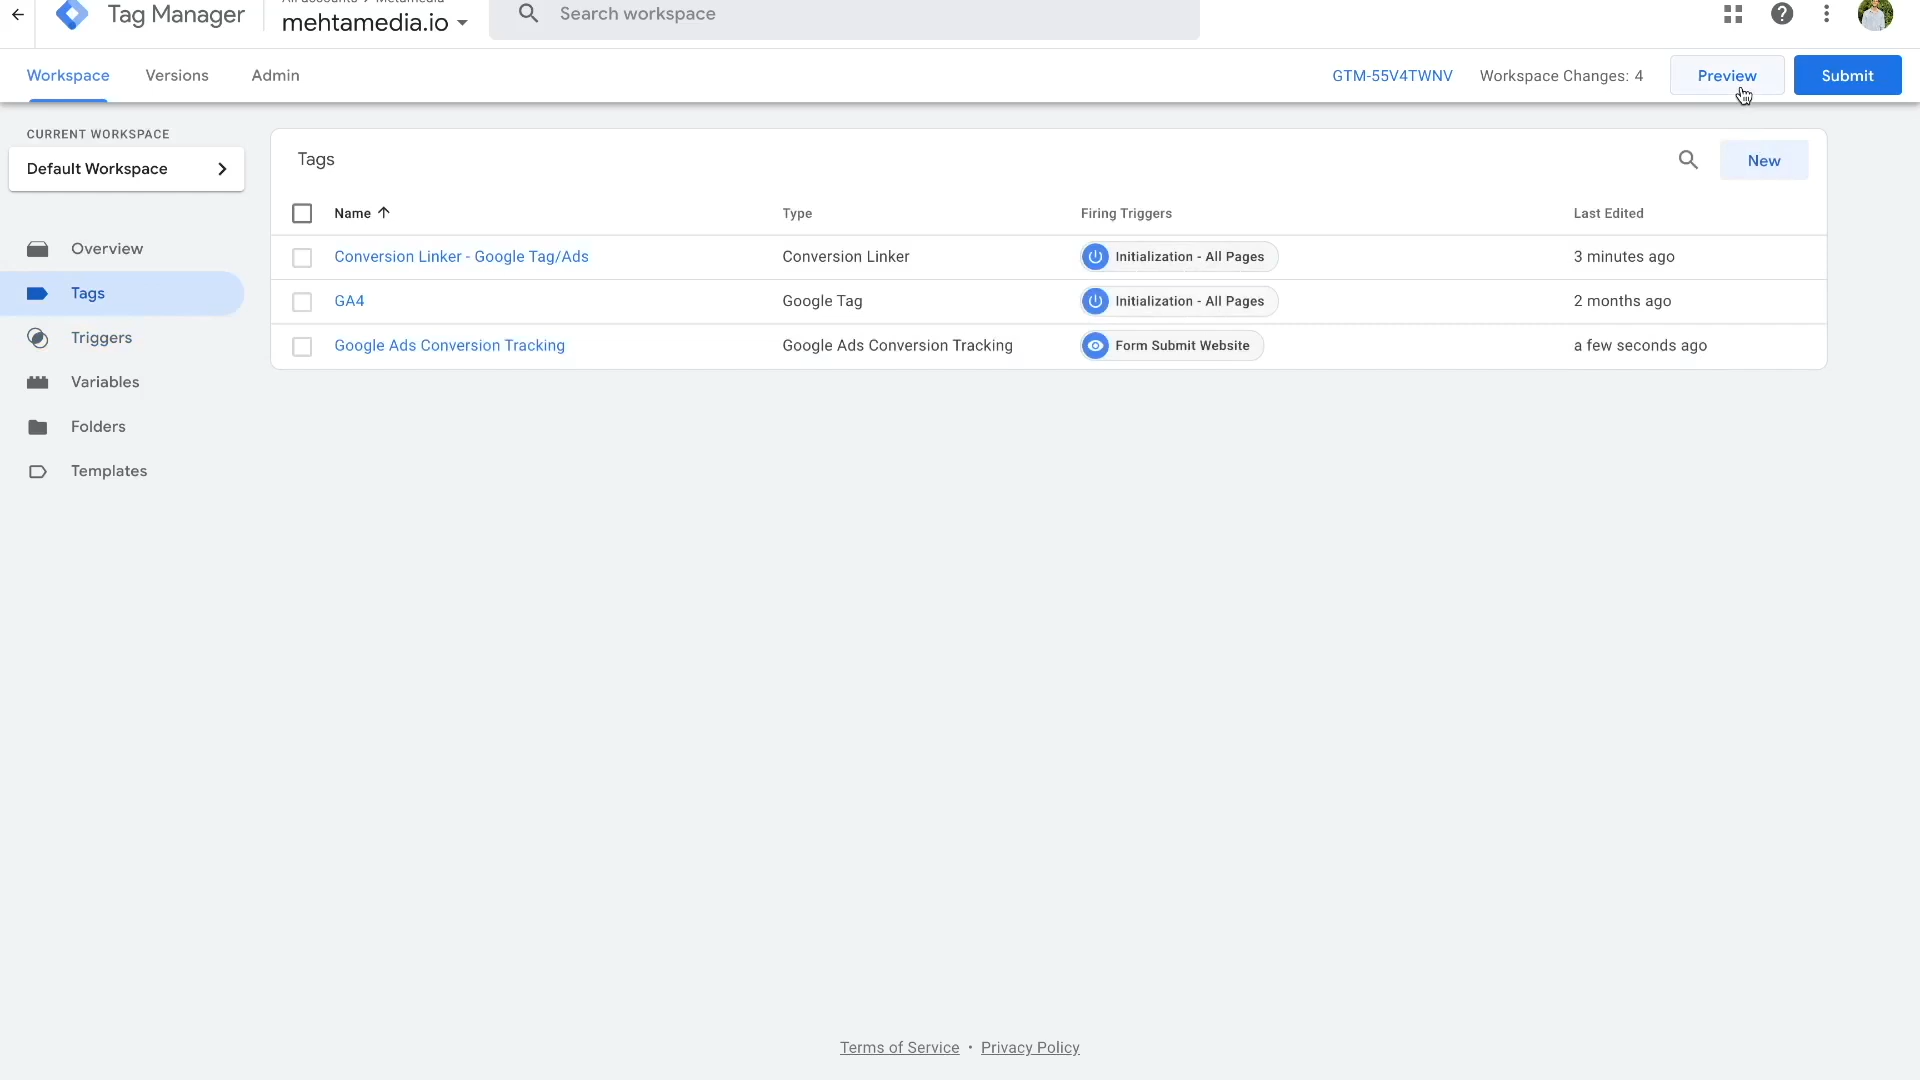 All accounts > Metamedia
Tag Manager
mehtamedia.io
Search workspace
Workspace
Versions
Admin
GTM-55V4TWNV
Workspace Changes: 4
Preview
Submit
CURRENT WORKSPACE
Default Workspace
Overview
Tags
Triggers
Variables
Folders
Templates
Tags
New
Name Type Firing Triggers Last Edited
Conversion Linker - Google Tag/Ads Conversion Linker Initialization - All Pages 3 minutes ago
GA4 Google Tag Initialization - All Pages 2 months ago
Google Ads Conversion Tracking Google Ads Conversion Tracking Form Submit Website a few seconds ago
Terms of Service • Privacy Policy